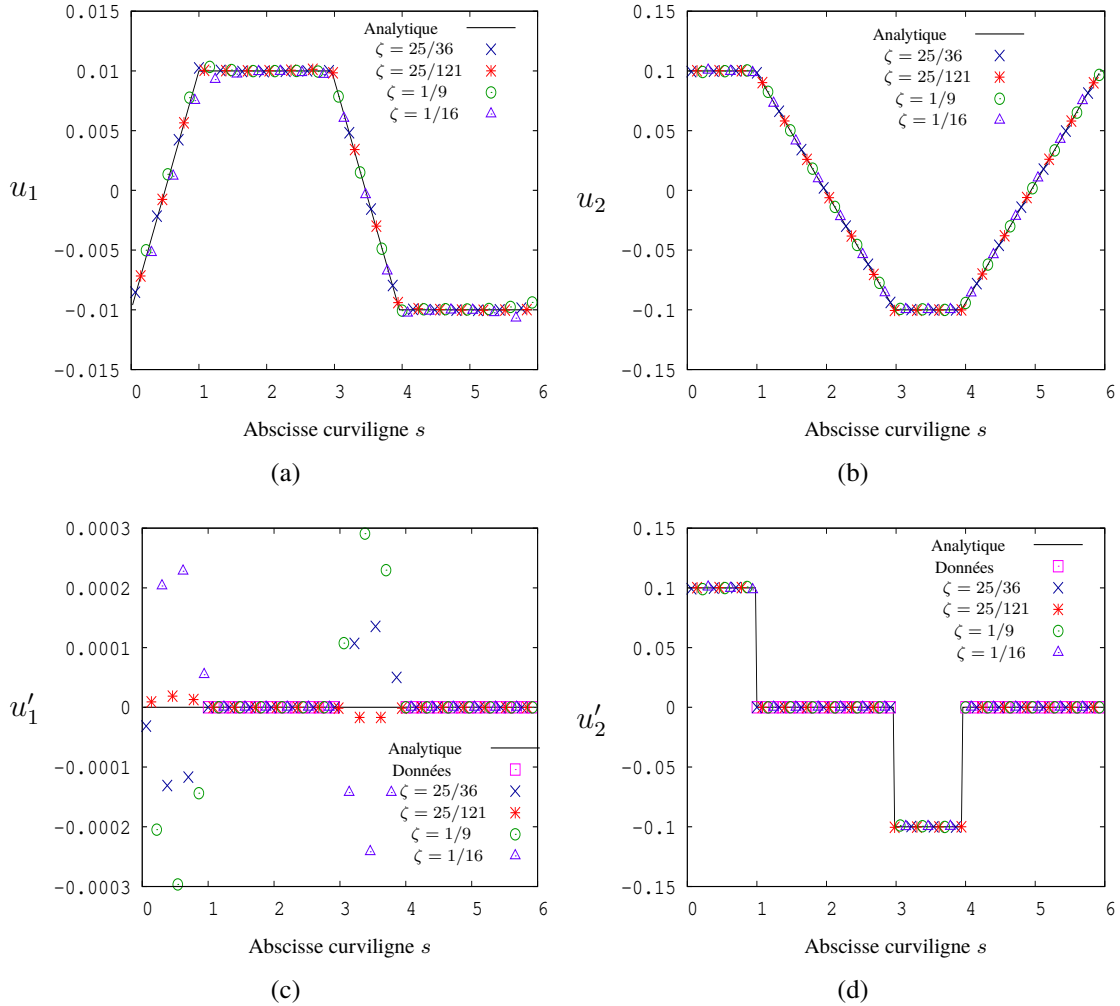 u₁
0.015
0.01
0.005
0
−0.005
−0.01
−0.015
Analytique
ζ = 25/36
ζ = 25/121
ζ = 1/9
ζ = 1/16
0 1 2 3 4 5 6
Abscisse curviligne s
(a)
u₂
0.15
0.10
0.05
0
−0.05
−0.1
−0.15
Analytique
ζ = 25/36
ζ = 25/121
ζ = 1/9
ζ = 1/16
0 1 2 3 4 5 6
Abscisse curviligne s
(b)
u′₁
0.0003
0.0002
0.0001
0
−0.0001
−0.0002
−0.0003
Analytique
Données
ζ = 25/36
ζ = 25/121
ζ = 1/9
ζ = 1/16
0 1 2 3 4 5 6
Abscisse curviligne s
(c)
u′₂
0.15
0.1
0.05
0
−0.05
−0.1
−0.15
Analytique
Données
ζ = 25/36
ζ = 25/121
ζ = 1/9
ζ = 1/16
0 1 2 3 4 5 6
Abscisse curviligne s
(d)